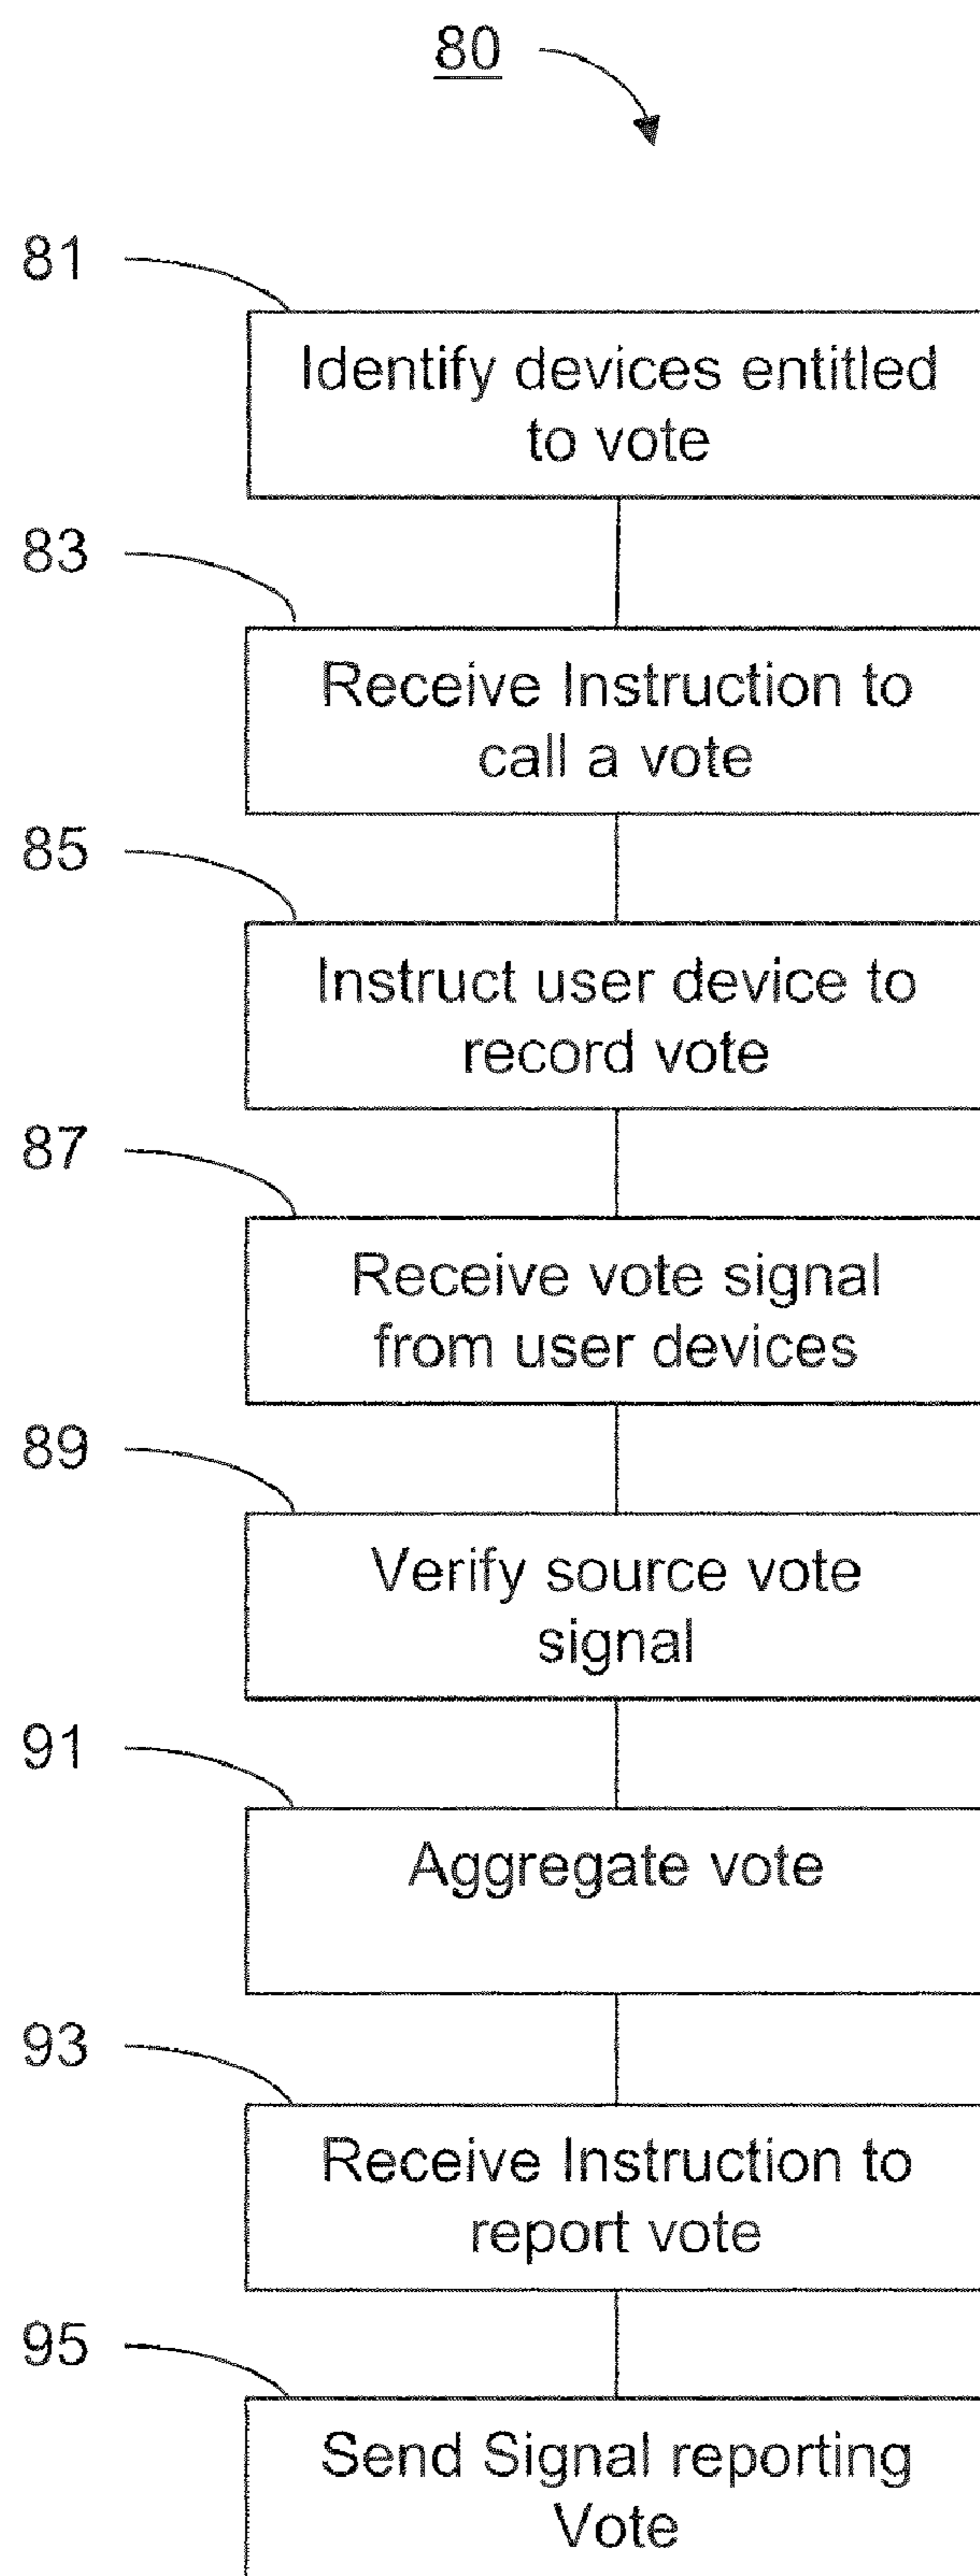 80
81
Identify devices entitled
to vote
83
Receive Instruction to
call a vote
85
Instruct user device to
record vote
87
Receive vote signal
from user devices
89
Verify source vote
signal
91
Aggregate vote
93
Receive Instruction to
report vote
95
Send Signal reporting
Vote